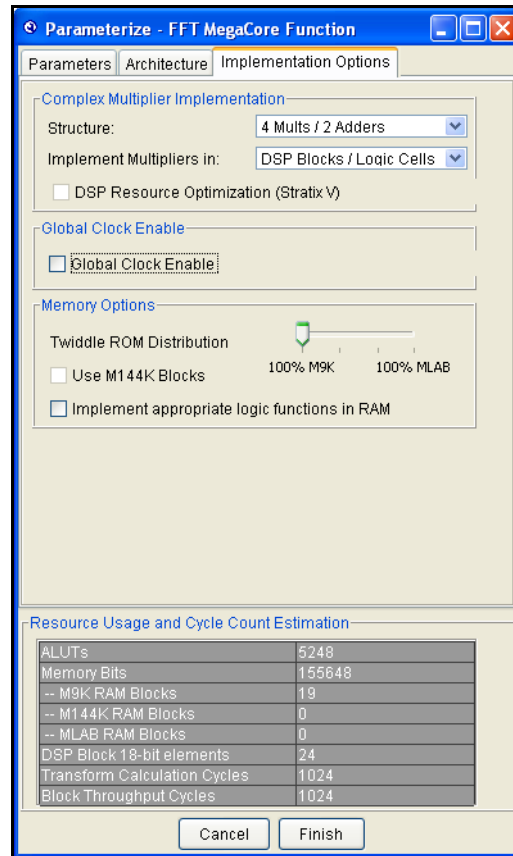 Parameterize - FFT MegaCore Function
Parameters Architecture Implementation Options
Complex Multiplier Implementation
Structure: 4 Mults / 2 Adders
Implement Multipliers in: DSP Blocks / Logic Cells
DSP Resource Optimization (Stratix V)
Global Clock Enable
Global Clock Enable
Memory Options
Twiddle ROM Distribution
100% M9K 100% MLAB
Use M144K Blocks
Implement appropriate logic functions in RAM
Resource Usage and Cycle Count Estimation
ALUTs 5248
Memory Bits 155648
-- M9K RAM Blocks 19
-- M144K RAM Blocks 0
-- MLAB RAM Blocks 0
DSP Block 18-bit elements 24
Transform Calculation Cycles 1024
Block Throughput Cycles 1024
Cancel Finish